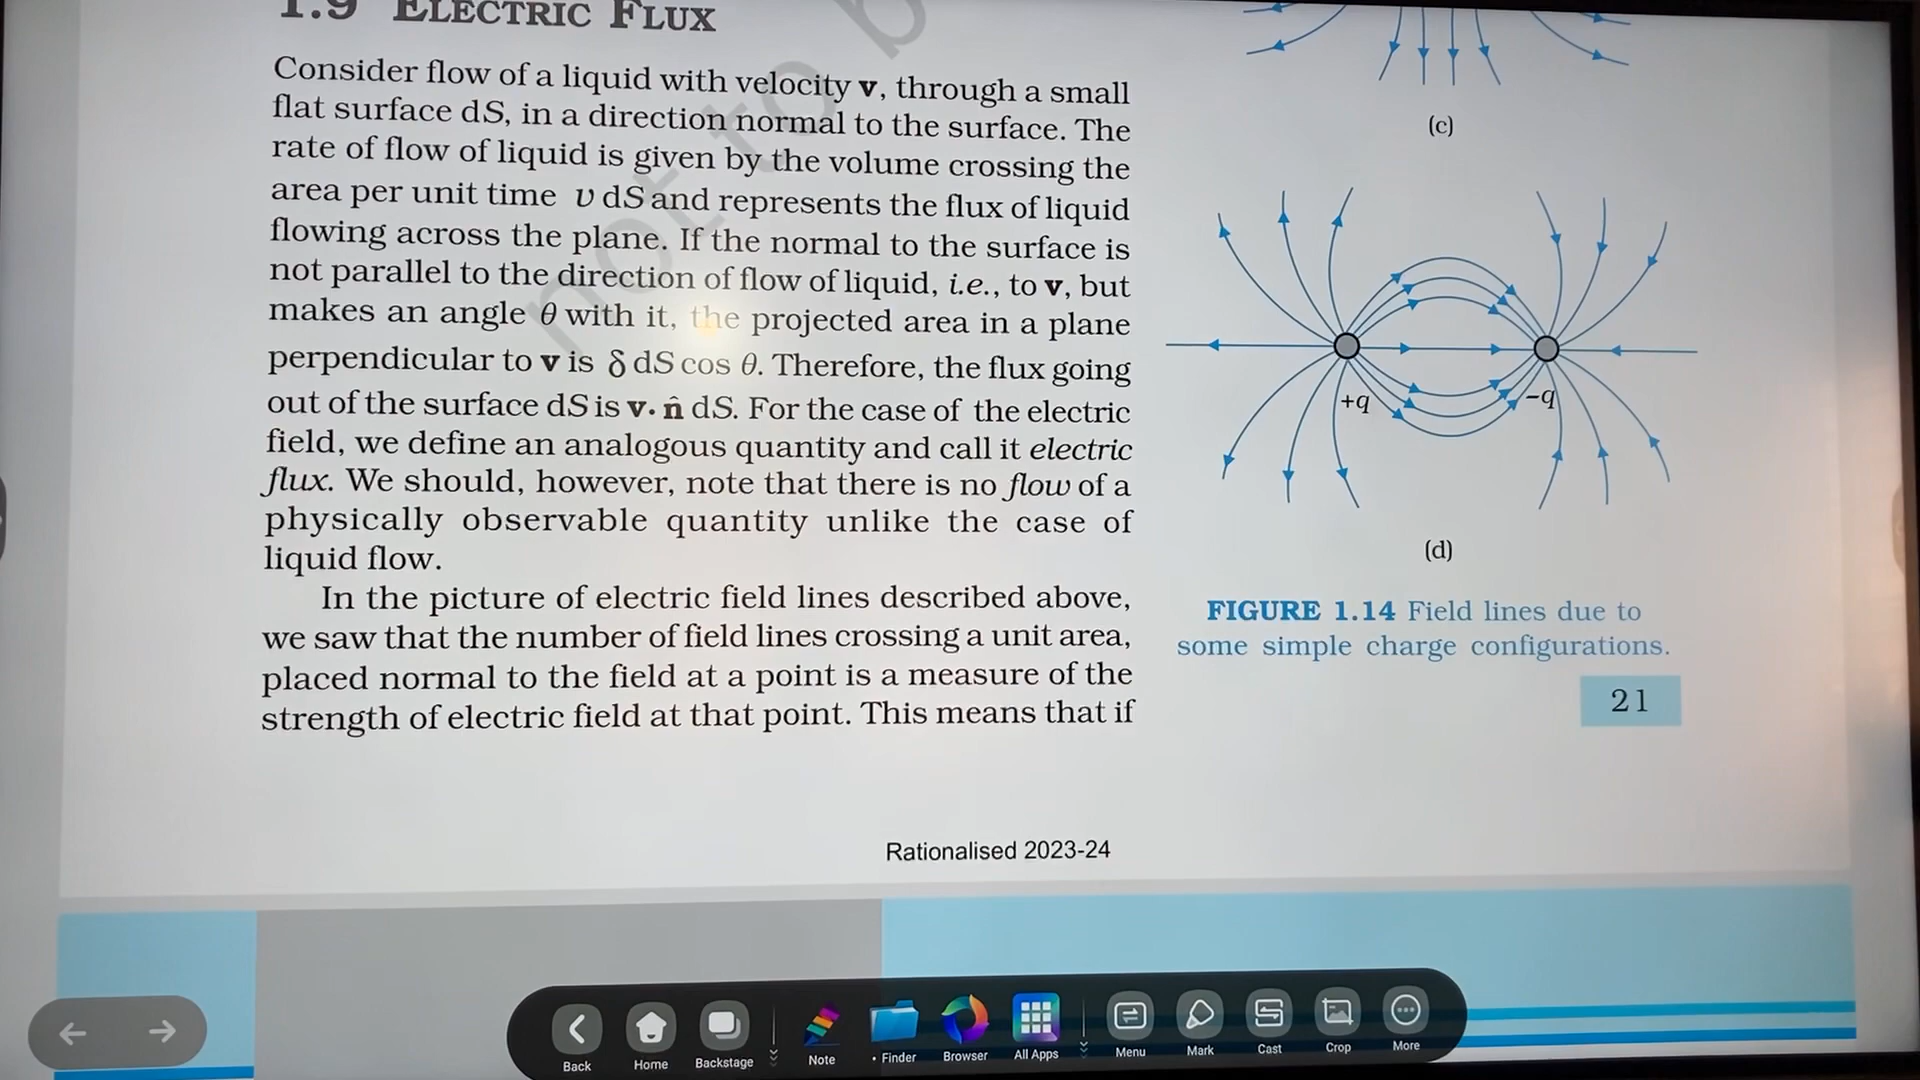 1.9 ELECTRIC FLUX
Consider flow of a liquid with velocity v, through a small
flat surface dS, in a direction normal to the surface. The
rate of flow of liquid is given by the volume crossing the
area per unit time v dS and represents the flux of liquid
flowing across the plane. If the normal to the surface is
not parallel to the direction of flow of liquid, i.e., to v, but
makes an angle θ with it, the projected area in a plane
perpendicular to v is δ dS cos θ. Therefore, the flux going
out of the surface dS is v. n̂ dS. For the case of the electric
field, we define an analogous quantity and call it electric
flux. We should, however, note that there is no flow of a
physically observable quantity unlike the case of
liquid flow.
In the picture of electric field lines described above,
we saw that the number of field lines crossing a unit area,
placed normal to the field at a point is a measure of the
strength of electric field at that point. This means that if
not to b
(c)
+q
–q
(d)
FIGURE 1.14 Field lines due to
some simple charge configurations.
21
Rationalised 2023-24
Back
Home
Backstage
Note
Finder
Browser
All Apps
Menu
Mark
Cast
Crop
More